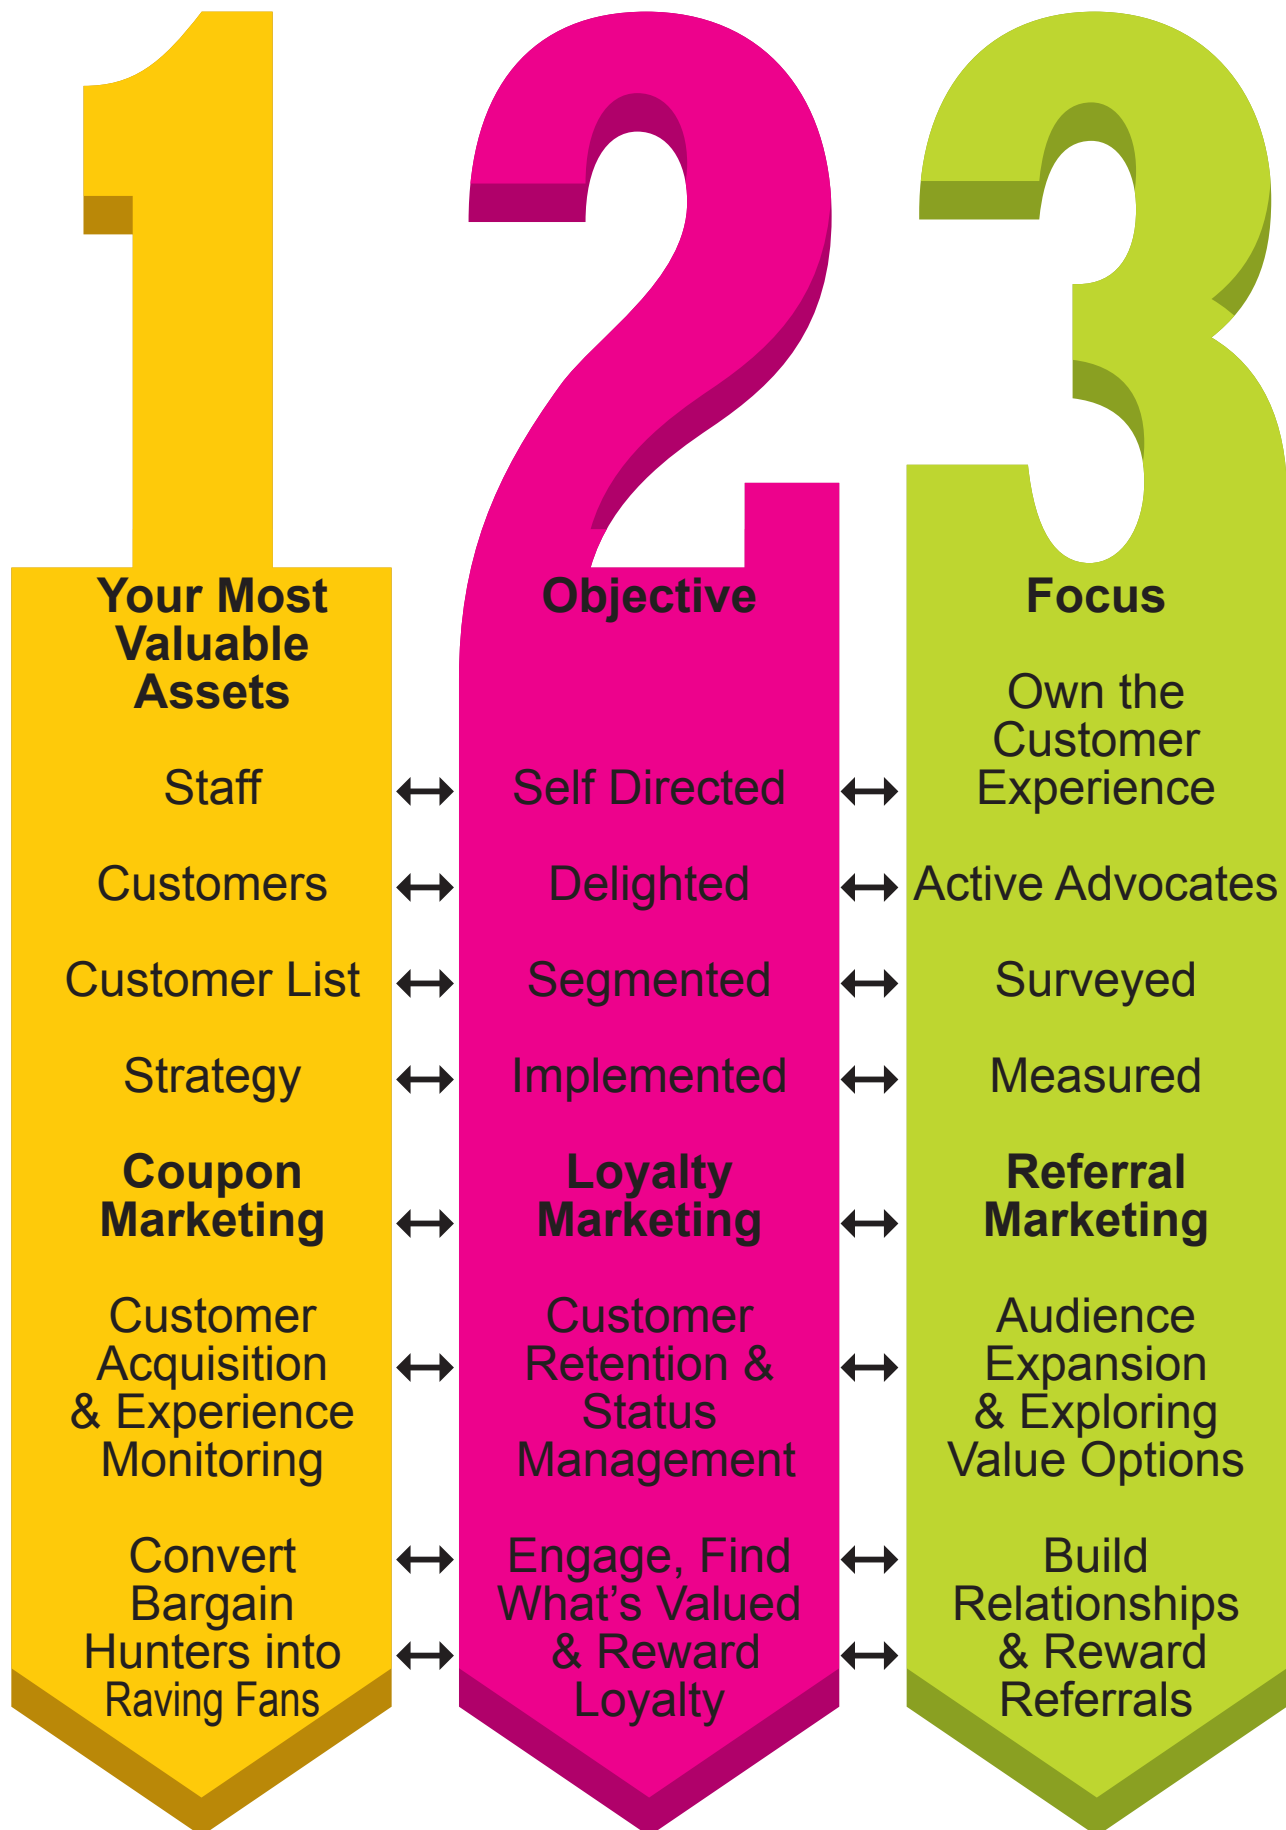 1
Your Most
Valuable
Assets
Staff
Customers
Customer List
Strategy
Coupon
Marketing
Customer
Acquisition
& Experience
Monitoring
Convert
Bargain
Hunters into
Raving Fans
2
Objective
Self Directed
Delighted
Segmented
Implemented
Loyalty
Marketing
Customer
Retention &
Status
Management
Engage, Find
What’s Valued
& Reward
Loyalty
3
Focus
Own the
Customer
Experience
Active Advocates
Surveyed
Measured
Referral
Marketing
Audience
Expansion
& Exploring
Value Options
Build
Relationships
& Reward
Referrals